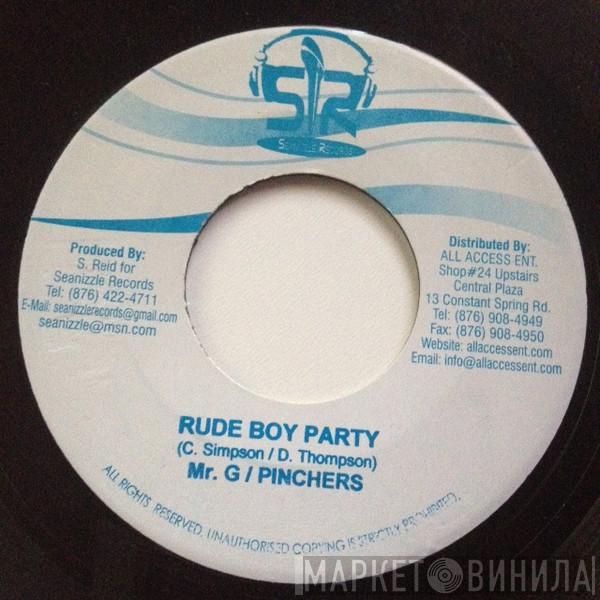 SR
SEANIZZLE RECORDS
Produced By:
S. Reid for
Seanizzle Records
Tel: (876) 422-4711
E-Mail: seanizzlerecords@gmail.com
seanizzle@msn.com
Distributed By:
ALL ACCESS ENT.
Shop#24 Upstairs
Central Plaza
13 Constant Spring Rd.
Tel: (876) 908-4949
Fax: (876) 908-4950
Website: allaccessent.com
Email: info@allaccessent.com
RUDE BOY PARTY
(C. Simpson / D. Thompson)
Mr. G / PINCHERS
ALL RIGHTS RESERVED, UNAUTHORISED COPYING IS STRICTLY PROHIBITED.
МАРКЕТ ВИНИЛА